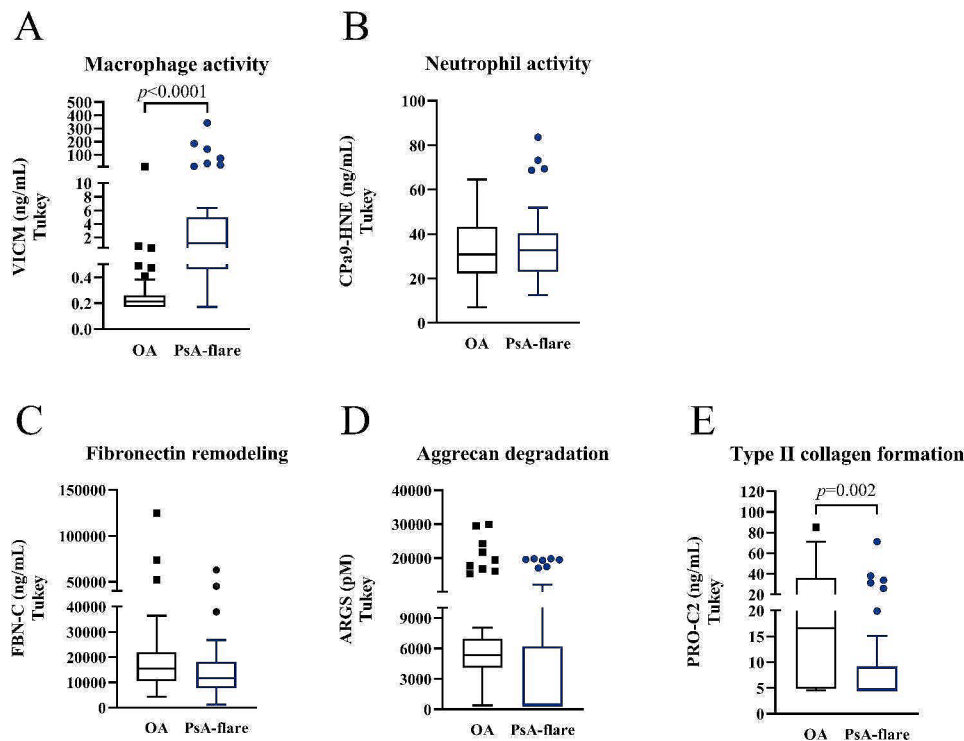 A
Macrophage activity
p<0.0001
500
400
300
200
100
10
8
6
4
2
0.4
0.2
0.0
VICM (ng/mL)
Tukey
OA PsA-flare
B
Neutrophil activity
100
80
60
40
20
0
CPa9-HNE (ng/mL)
Tukey
OA PsA-flare
C
Fibronectin remodeling
150000
100000
50000
40000
30000
20000
10000
0
FBN-C (ng/mL)
Tukey
OA PsA-flare
D
Aggrecan degradation
40000
30000
20000
9000
6000
3000
0
ARGS (pM)
Tukey
OA PsA-flare
E
Type II collagen formation
p=0.002
120
100
80
60
40
20
20
15
10
5
0
PRO-C2 (ng/mL)
Tukey
OA PsA-flare